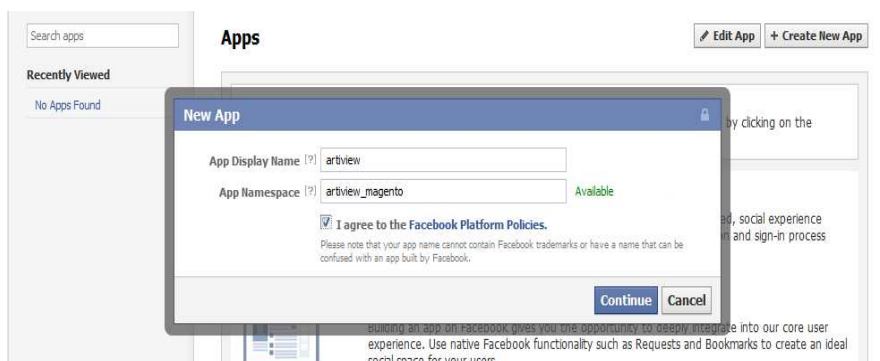 Search apps
Apps
Edit App
+ Create New App
Recently Viewed
No Apps Found
New App
by clicking on the
App Display Name [?] artiview
App Namespace [?] artiview_magento Available
I agree to the Facebook Platform Policies.
Please note that your app name cannot contain Facebook trademarks or have a name that can be
confused with an app built by Facebook.
ed, social experience
n and sign-in process
Continue
Cancel
Building an app on Facebook gives you the opportunity to deeply integrate into our core user
experience. Use native Facebook functionality such as Requests and Bookmarks to create an ideal
social space for your users.